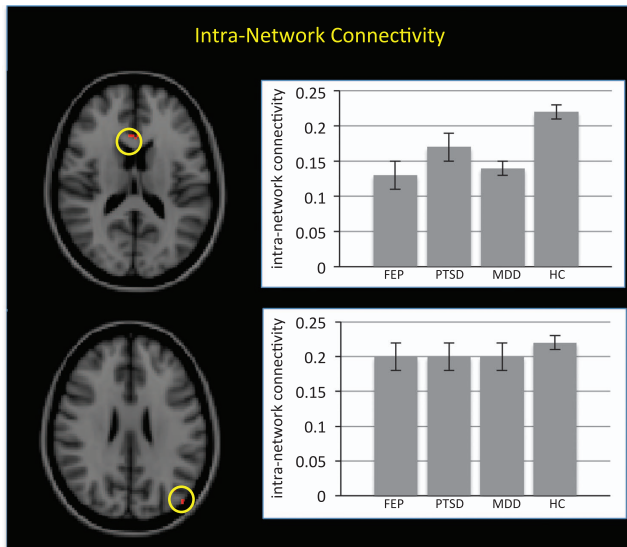 Intra-Network Connectivity
intra-network connectivity
0.25
0.2
0.15
0.1
0.05
0
FEP PTSD MDD HC
intra-network connectivity
0.25
0.2
0.15
0.1
0.05
0
FEP PTSD MDD HC